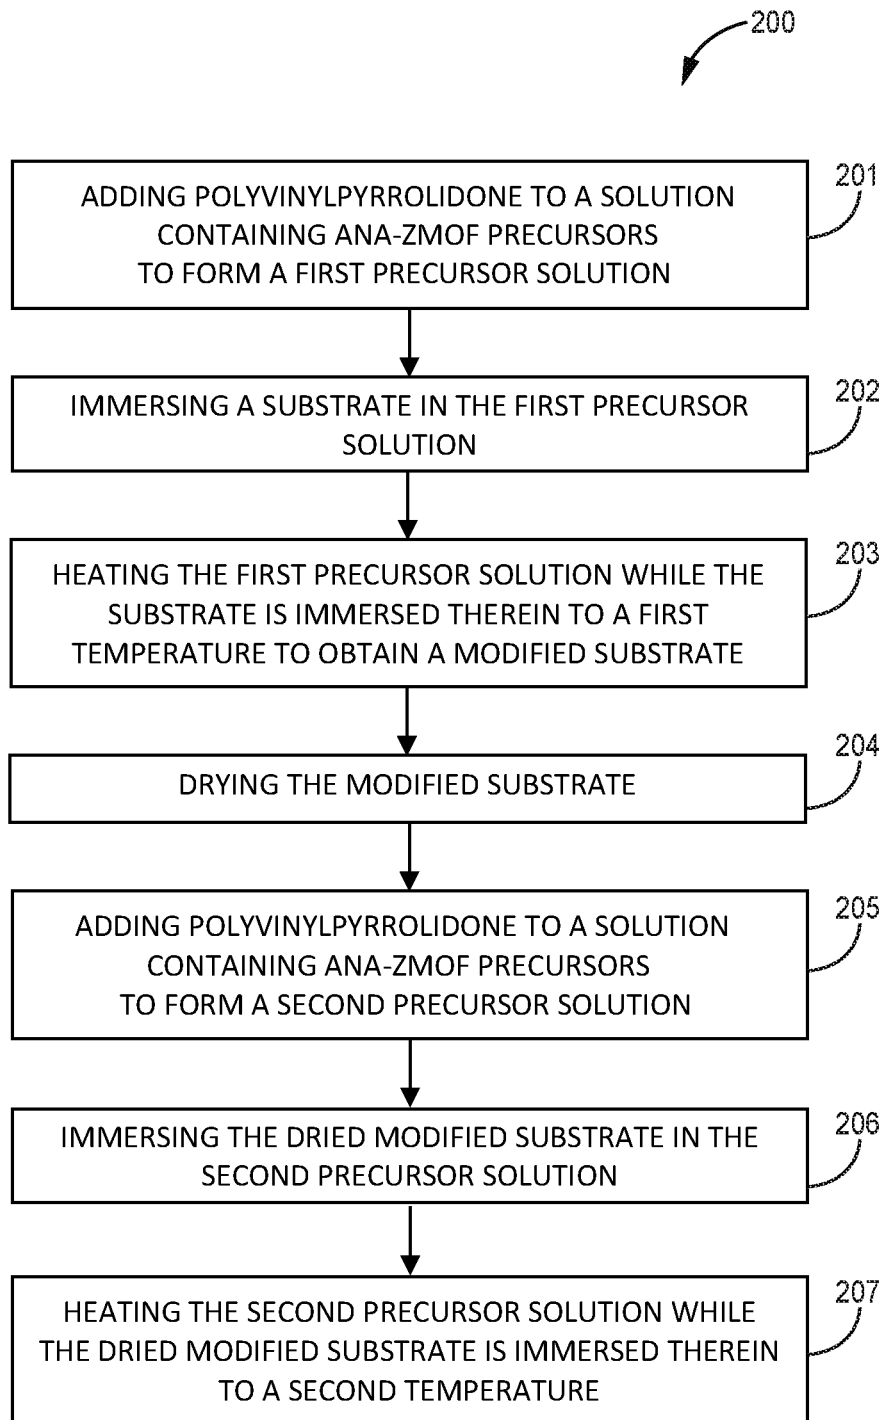 200
201
ADDING POLYVINYLPYRROLIDONE TO A SOLUTION
CONTAINING ANA-ZMOF PRECURSORS
TO FORM A FIRST PRECURSOR SOLUTION
202
IMMERSING A SUBSTRATE IN THE FIRST PRECURSOR
SOLUTION
203
HEATING THE FIRST PRECURSOR SOLUTION WHILE THE
SUBSTRATE IS IMMERSED THEREIN TO A FIRST
TEMPERATURE TO OBTAIN A MODIFIED SUBSTRATE
204
DRYING THE MODIFIED SUBSTRATE
205
ADDING POLYVINYLPYRROLIDONE TO A SOLUTION
CONTAINING ANA-ZMOF PRECURSORS
TO FORM A SECOND PRECURSOR SOLUTION
206
IMMERSING THE DRIED MODIFIED SUBSTRATE IN THE
SECOND PRECURSOR SOLUTION
207
HEATING THE SECOND PRECURSOR SOLUTION WHILE
THE DRIED MODIFIED SUBSTRATE IS IMMERSED THEREIN
TO A SECOND TEMPERATURE